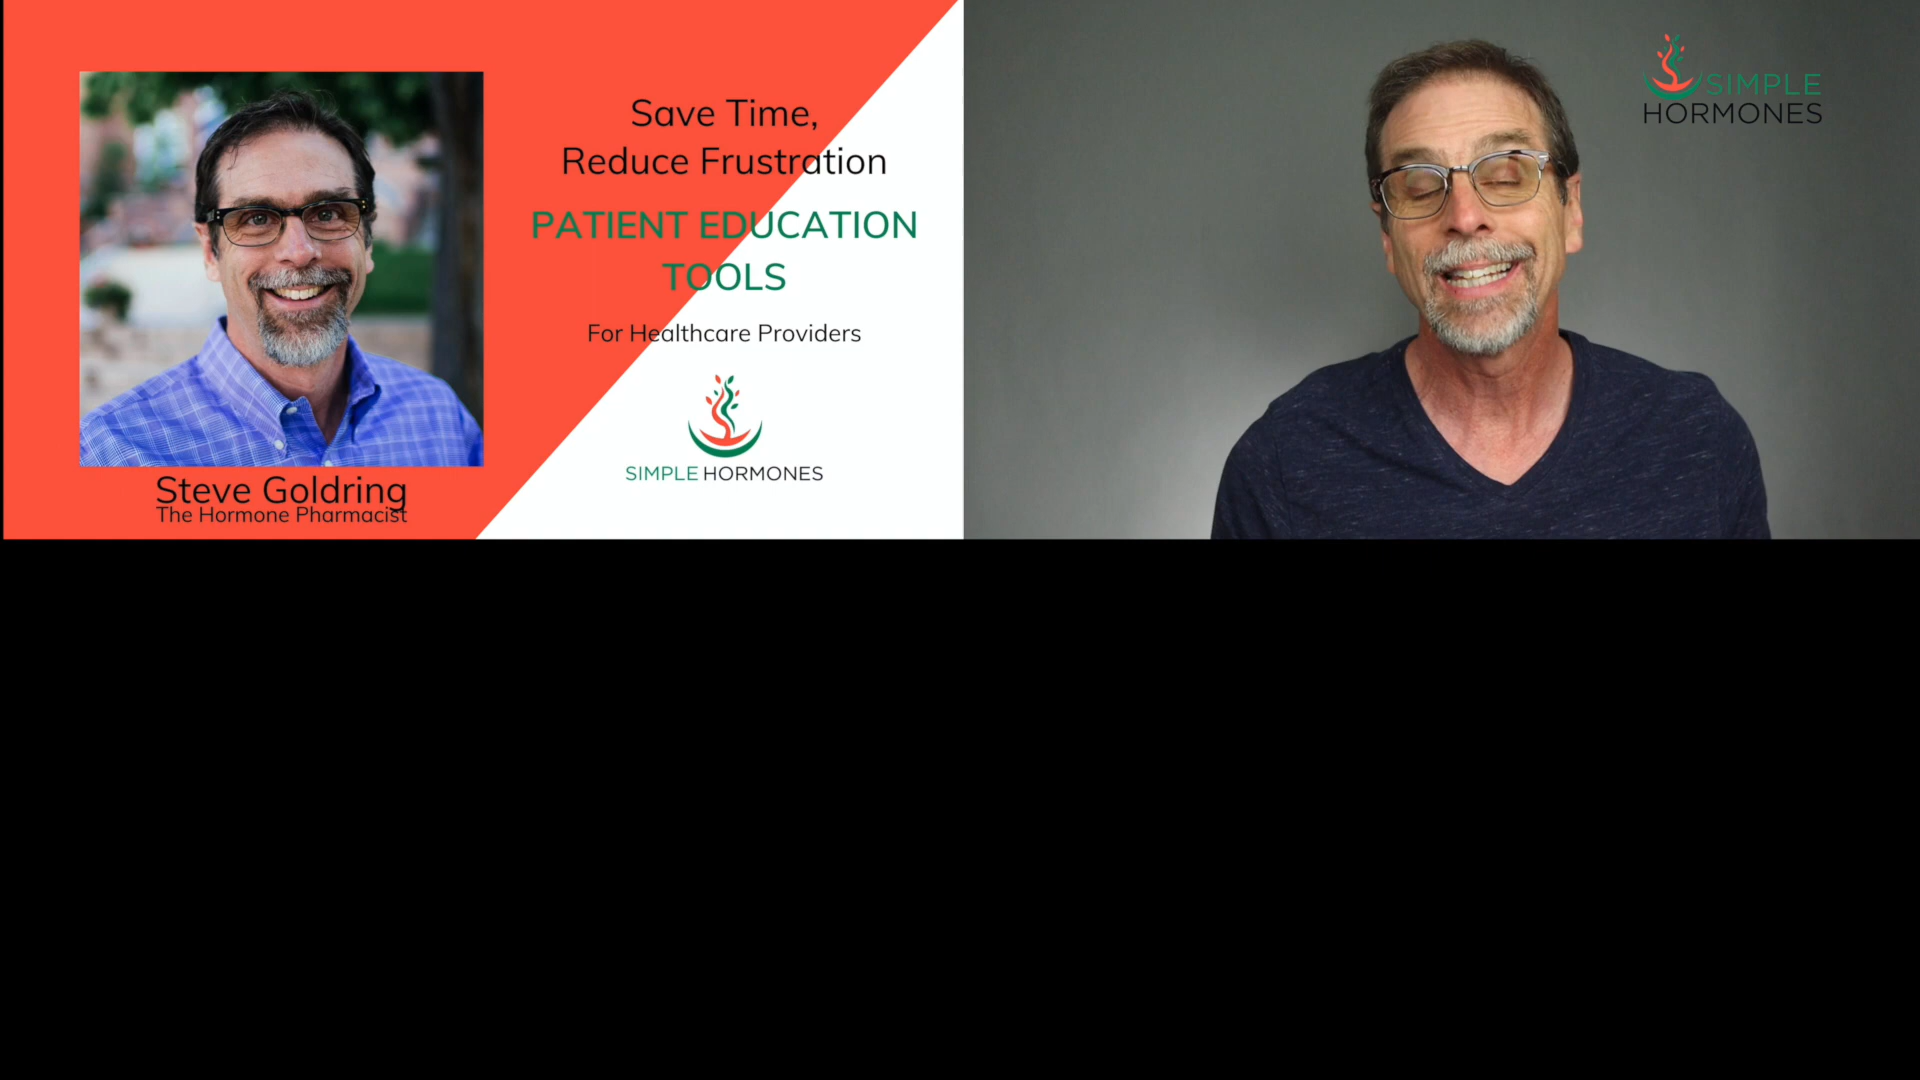 Save Time,
Reduce Frustration
PATIENT EDUCATION
TOOLS
For Healthcare Providers
SIMPLE HORMONES
Steve Goldring
The Hormone Pharmacist
SIMPLE
HORMONES